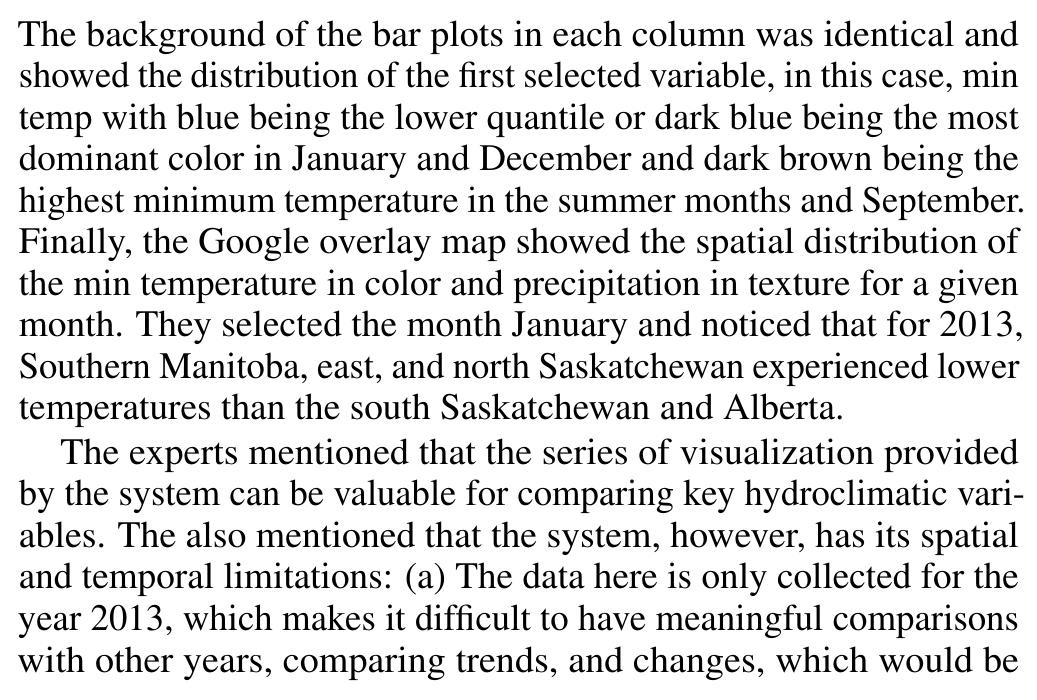 The background of the bar plots in each column was identical and
showed the distribution of the first selected variable, in this case, min
temp with blue being the lower quantile or dark blue being the most
dominant color in January and December and dark brown being the
highest minimum temperature in the summer months and September.
Finally, the Google overlay map showed the spatial distribution of
the min temperature in color and precipitation in texture for a given
month. They selected the month January and noticed that for 2013,
Southern Manitoba, east, and north Saskatchewan experienced lower
temperatures than the south Saskatchewan and Alberta.
The experts mentioned that the series of visualization provided
by the system can be valuable for comparing key hydroclimatic vari-
ables. The also mentioned that the system, however, has its spatial
and temporal limitations: (a) The data here is only collected for the
year 2013, which makes it difficult to have meaningful comparisons
with other years, comparing trends, and changes, which would be